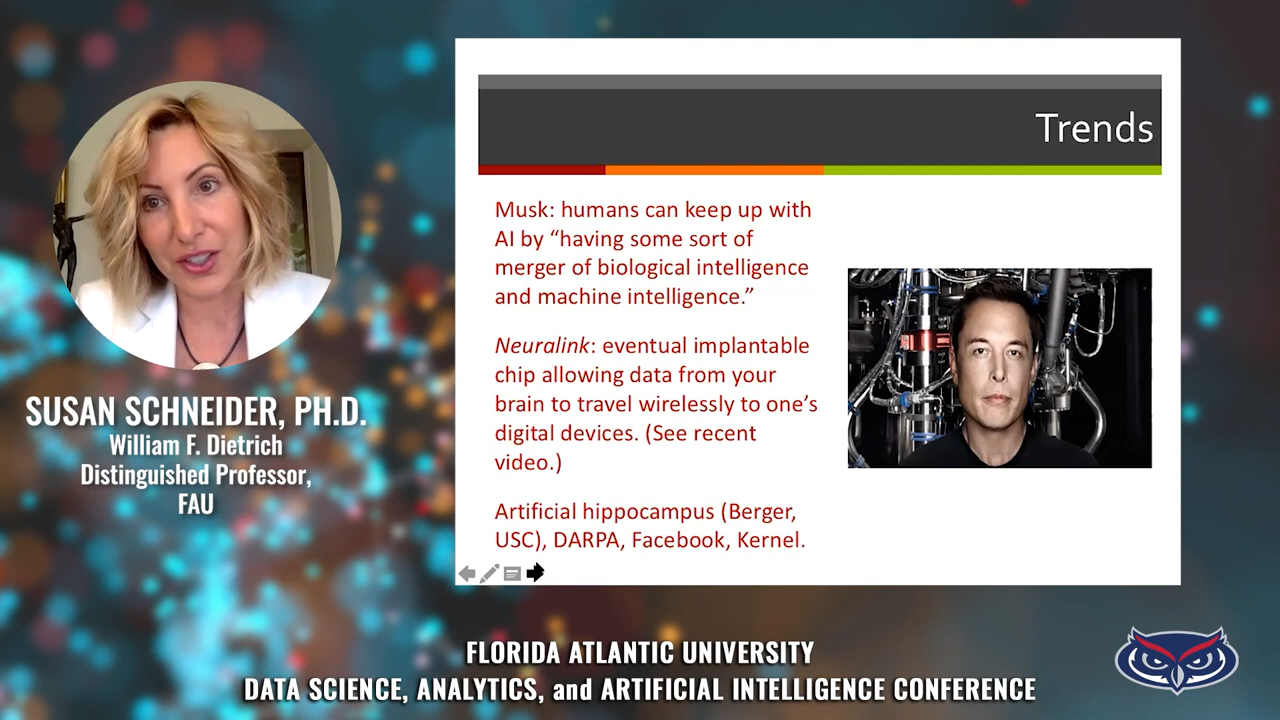 Trends
Musk: humans can keep up with
AI by “having some sort of
merger of biological intelligence
and machine intelligence.”
Neuralink: eventual implantable
chip allowing data from your
brain to travel wirelessly to one’s
digital devices. (See recent
video.)
Artificial hippocampus (Berger,
USC), DARPA, Facebook, Kernel.
SUSAN SCHNEIDER, PH.D.
William F. Dietrich
Distinguished Professor,
FAU
FLORIDA ATLANTIC UNIVERSITY
DATA SCIENCE, ANALYTICS, and ARTIFICIAL INTELLIGENCE CONFERENCE